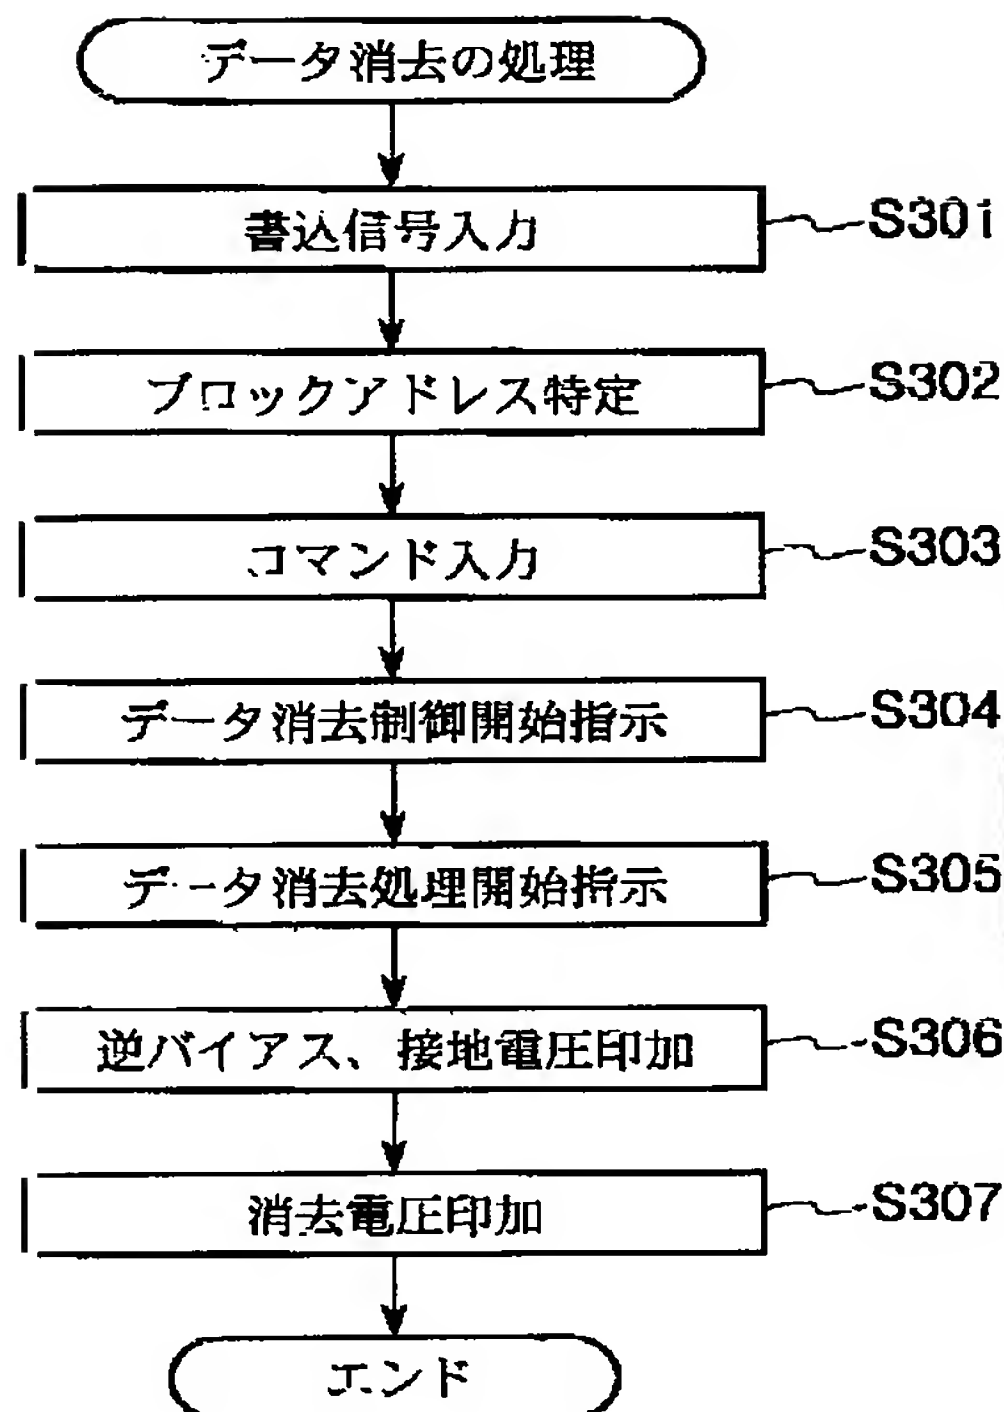 データ消去の処理
書込信号入力 S301
ブロックアドレス特定 S302
コマンド入力 S303
データ消去制御開始指示 S304
データ消去処理開始指示 S305
逆バイアス、接地電圧印加 S306
消去電圧印加 S307
エンド